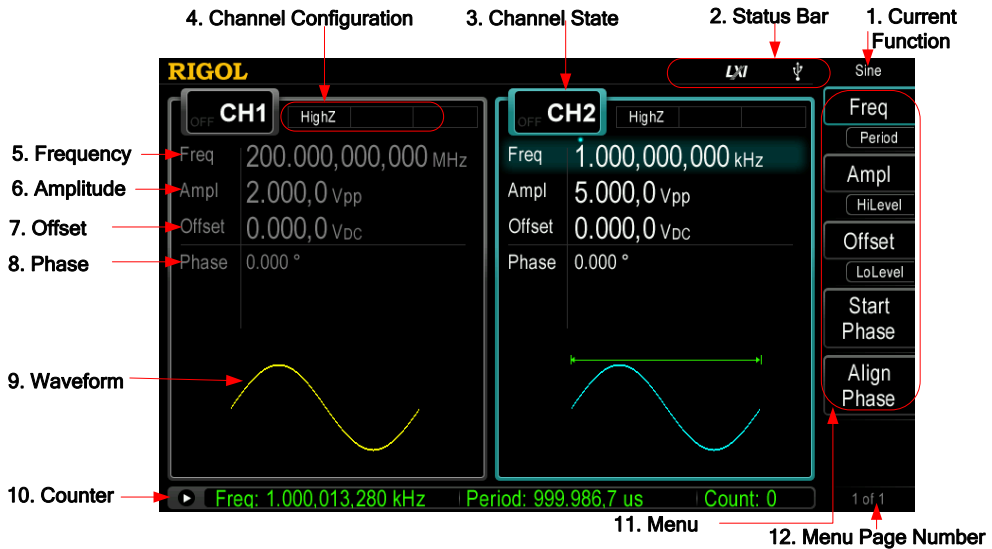 4. Channel Configuration
3. Channel State
2. Status Bar
1. Current
Function
RIGOL
LXI
Sine
OFF CH1
HighZ
OFF CH2
HighZ
Freq
Period
Ampl
HiLevel
Offset
LoLevel
Start
Phase
Align
Phase
5. Frequency
Freq 200.000,000,000 MHz
6. Amplitude
Ampl 2.000,0 Vpp
7. Offset
Offset 0.000,0 VDC
8. Phase
Phase 0.000 °
Freq 1.000,000,000 kHz
Ampl 5.000,0 Vpp
Offset 0.000,0 VDC
Phase 0.000 °
9. Waveform
10. Counter
Freq: 1.000,013,280 kHz Period: 999.986,7 us Count: 0
1 of 1
11. Menu
12. Menu Page Number